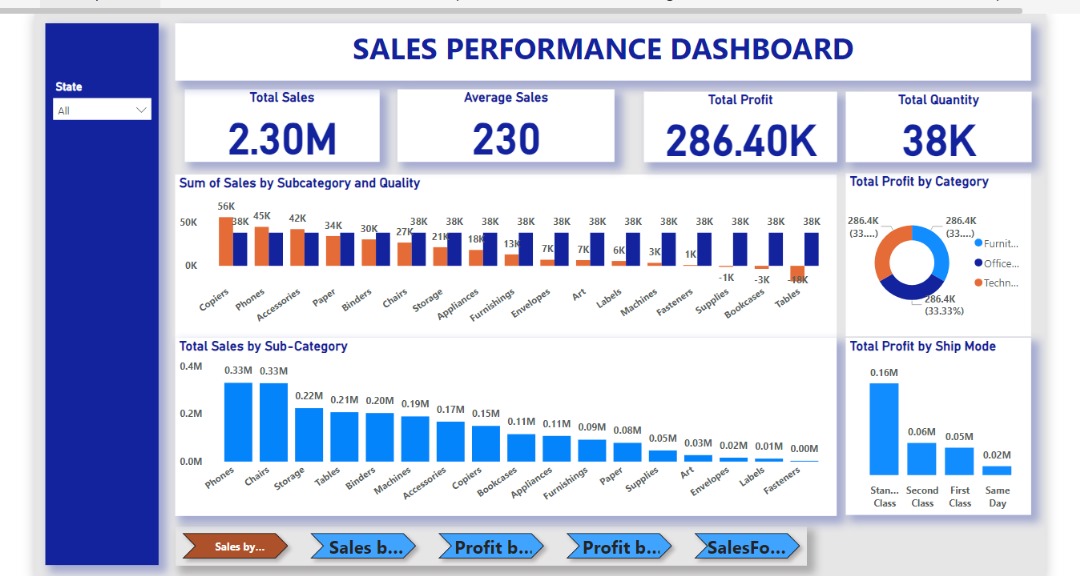 SALES PERFORMANCE DASHBOARD
State
All
Total Sales
2.30M
Average Sales
230
Total Profit
286.40K
Total Quantity
38K
Sum of Sales by Subcategory and Quality
50K
0K
56K
45K
42K
34K
30K
27K
21K
18K
13K
7K
7K
6K
3K
1K
-1K
-3K
-18K
38K
38K
38K
38K
38K
38K
38K
38K
38K
38K
38K
38K
38K
Copiers
Phones
Accessories
Paper
Binders
Chairs
Storage
Appliances
Furnishings
Envelopes
Art
Labels
Machines
Fasteners
Supplies
Bookcases
Tables
Total Profit by Category
286.4K
(33....)
286.4K
(33....)
286.4K
(33.33%)
Furnit...
Office...
Techn...
Total Sales by Sub-Category
0.4M
0.2M
0.0M
0.33M
0.33M
0.22M
0.21M
0.20M
0.19M
0.17M
0.15M
0.11M
0.11M
0.09M
0.08M
0.05M
0.03M
0.02M
0.01M
0.00M
Phones
Chairs
Storage
Tables
Binders
Machines
Accessories
Copiers
Bookcases
Appliances
Furnishings
Paper
Supplies
Art
Envelopes
Labels
Fasteners
Total Profit by Ship Mode
0.16M
0.06M
0.05M
0.02M
Stan...
Class
Second
Class
First
Class
Same
Day
Sales by...
Sales b...
Profit b...
Profit b...
SalesFo...